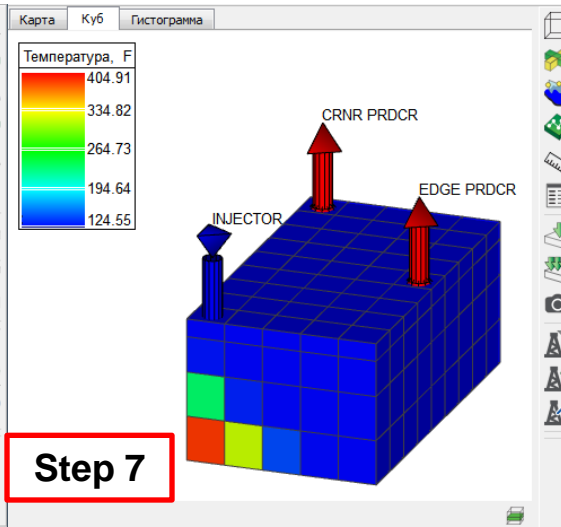 Карта Куб Гистограмма
Температура, F
404.91
334.82
264.73
194.64
124.55
CRNR PRDCR
EDGE PRDCR
INJECTOR
Step 7